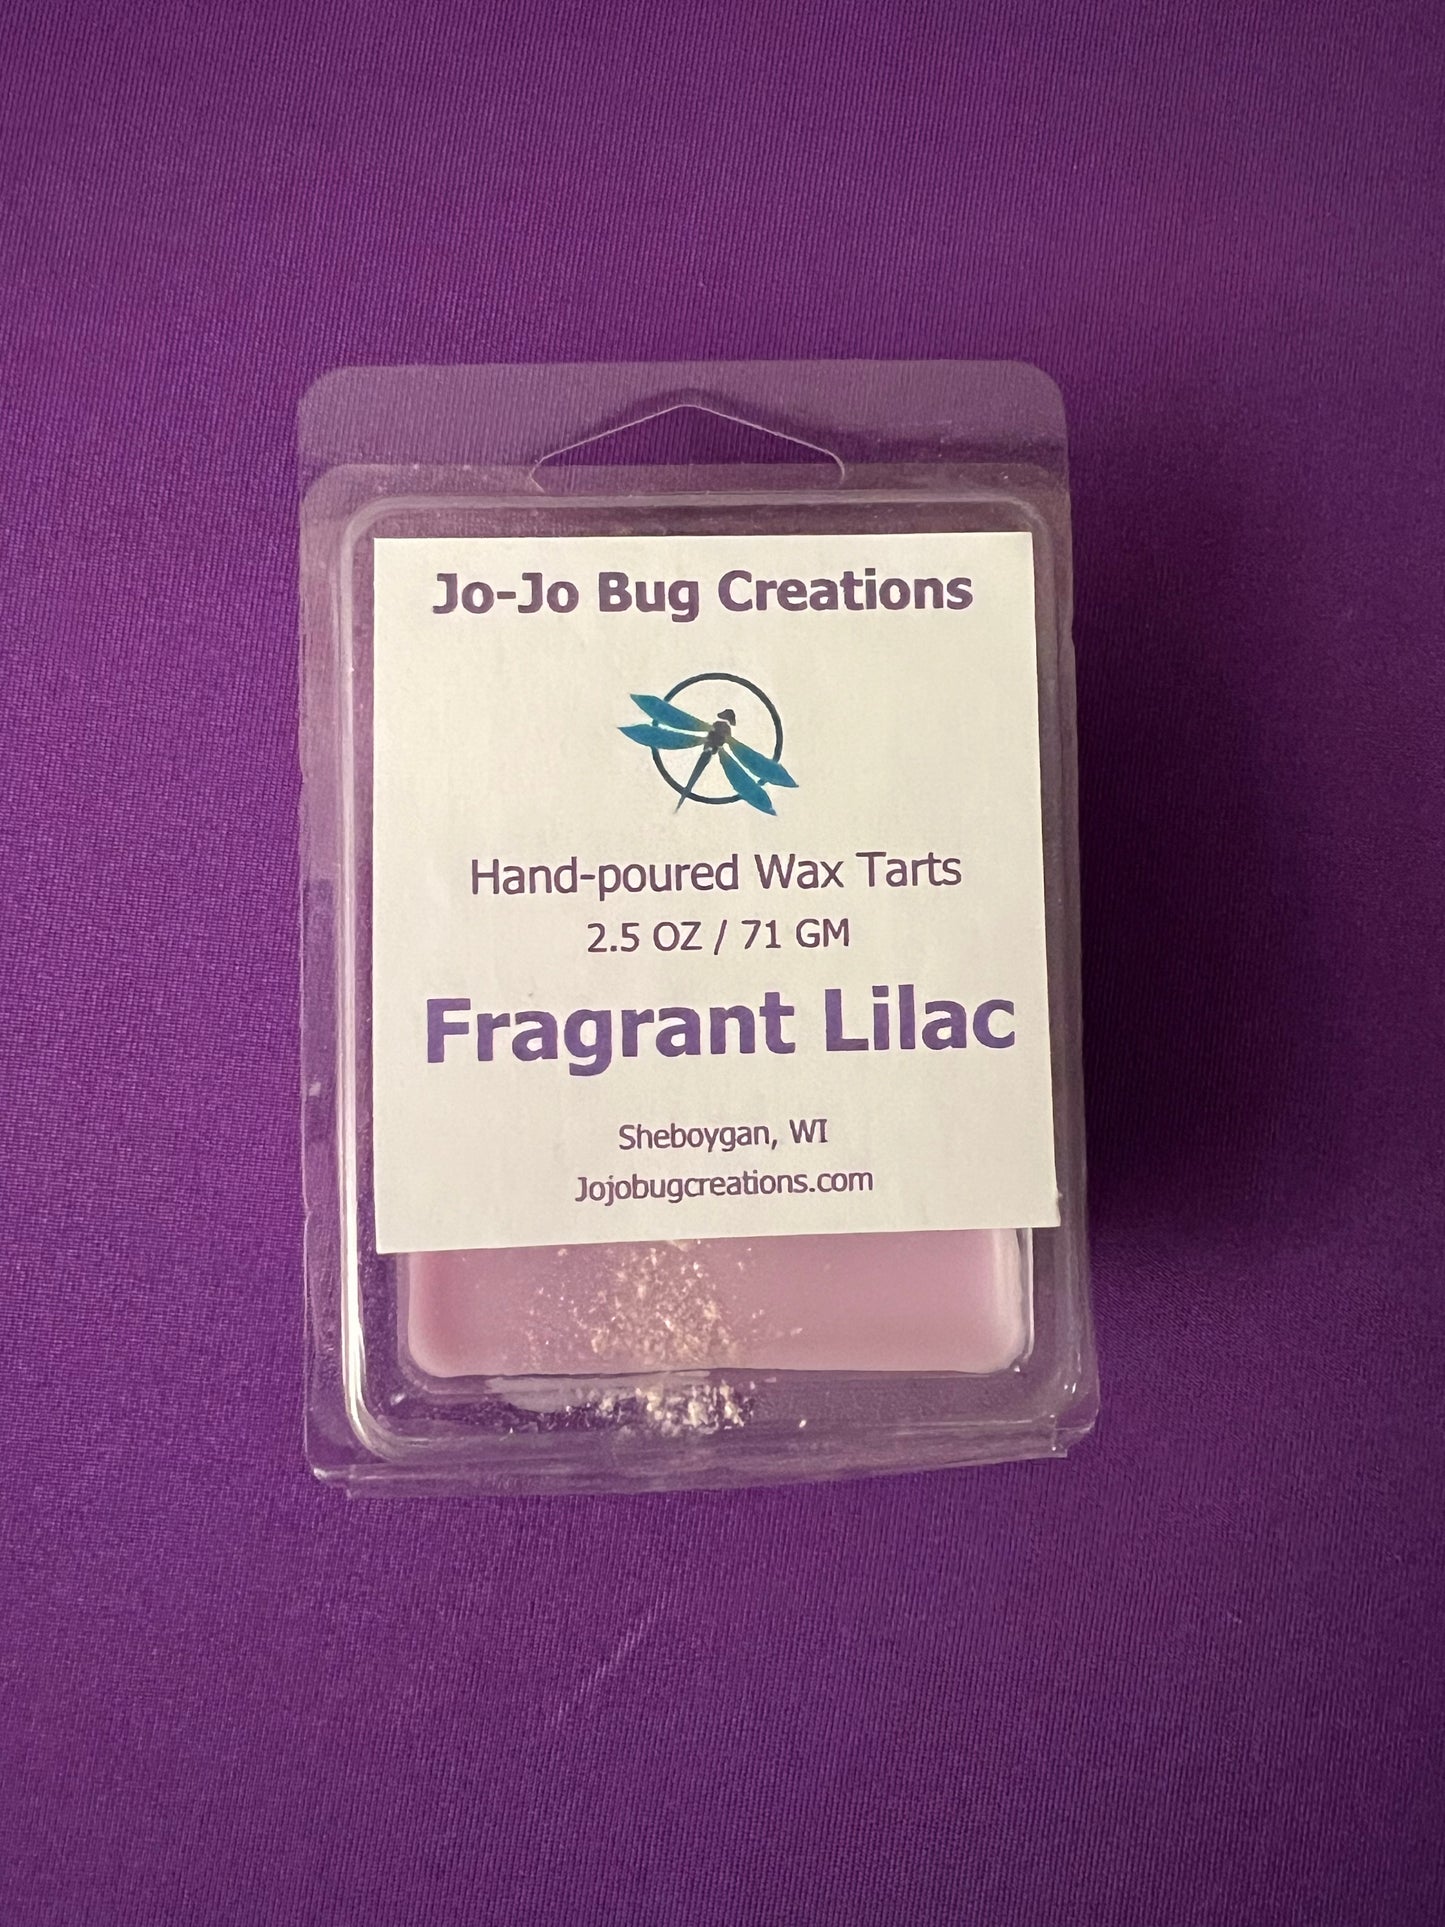 Jo-Jo Bug Creations
Hand-poured Wax Tarts
2.5 OZ / 71 GM
Fragrant Lilac
Sheboygan, WI
Jojobugcreations.com